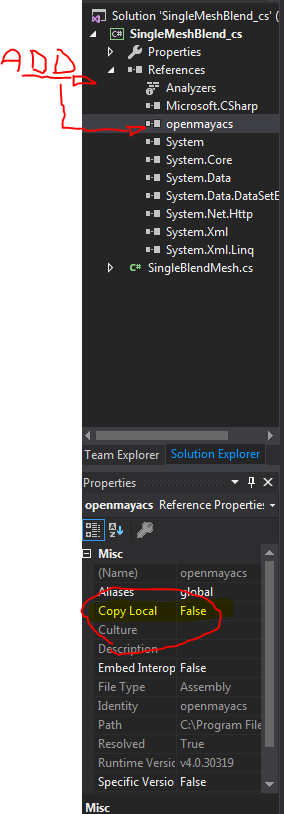 Solution 'SingleMeshBlend_cs' (
SingleMeshBlend_cs
Properties
ADD
References
Analyzers
Microsoft.CSharp
openmayacs
System
System.Core
System.Data
System.Data.DataSetE
System.Net.Http
System.Xml
System.Xml.Linq
C# SingleBlendMesh.cs
Team Explorer Solution Explorer
Properties
openmayacs Reference Properties
Misc
(Name) openmayacs
Aliases global
Copy Local False
Culture
Description
Embed Interop False
File Type Assembly
Identity openmayacs
Path C:\Program File
Resolved True
Runtime Versio v4.0.30319
Specific Versio False
Misc